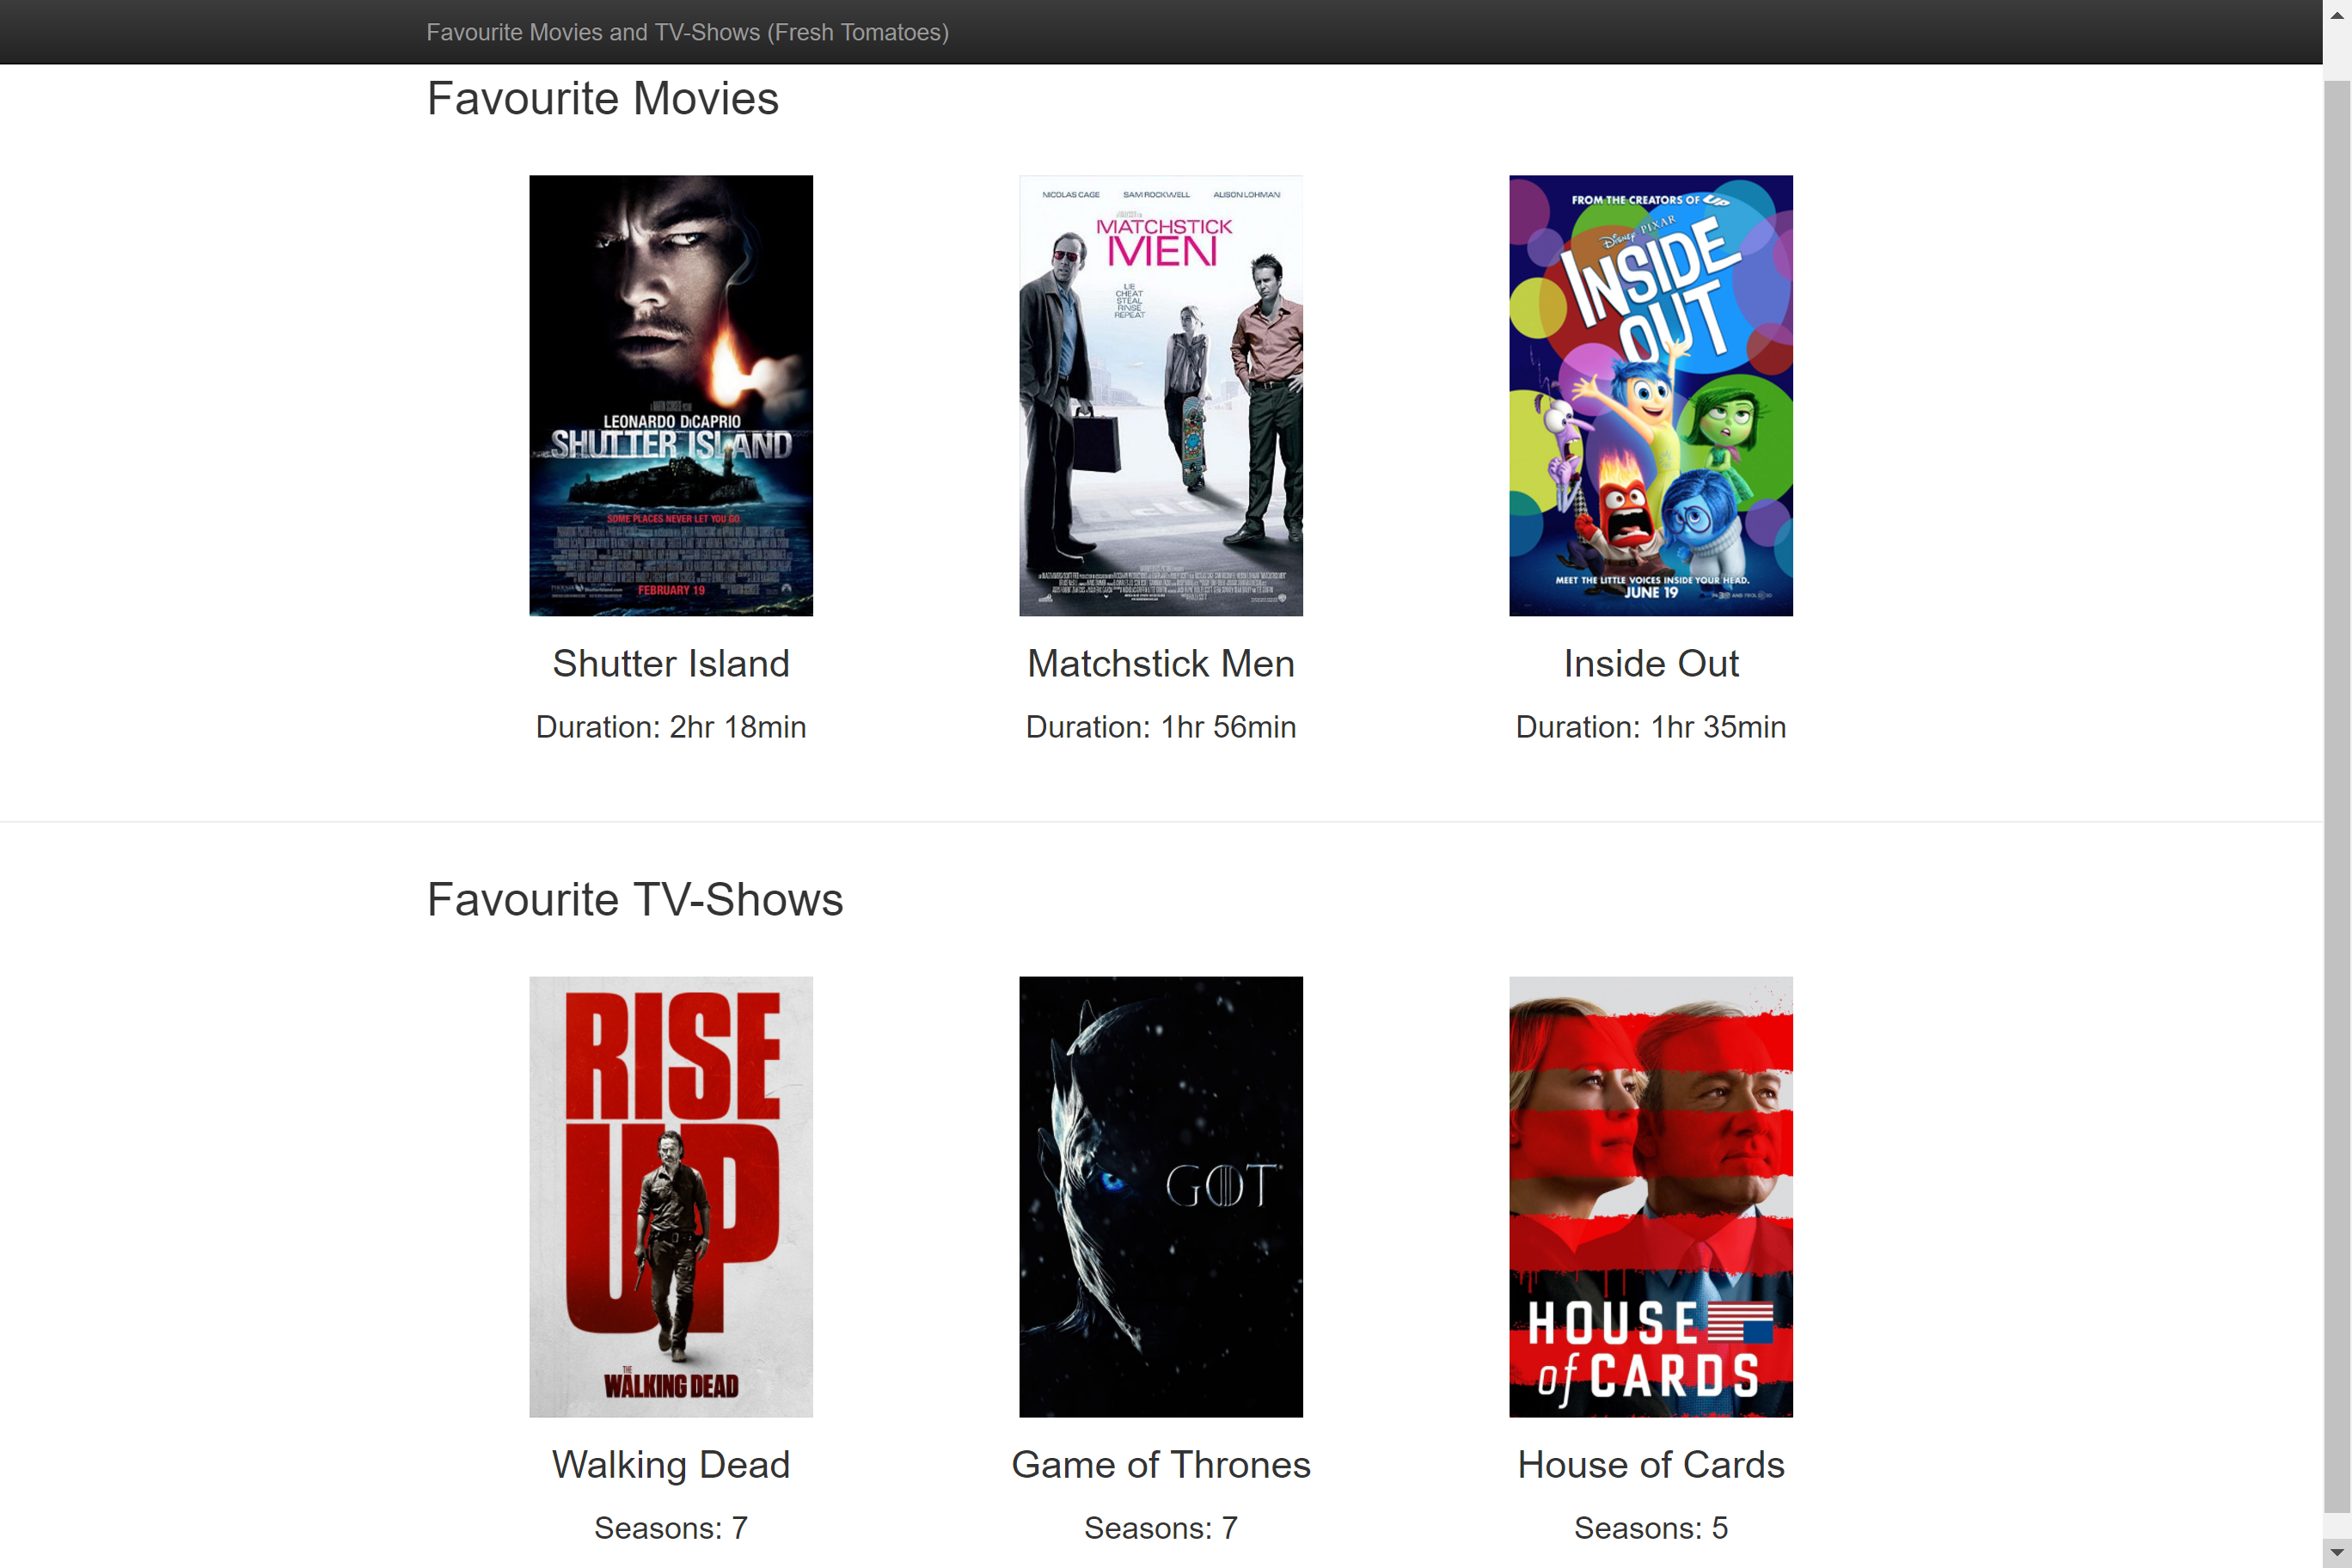 Favourite Movies and TV-Shows (Fresh Tomatoes)
Favourite Movies
LEONARDO DiCAPRIO
SHUTTER ISLAND
SOME PLACES NEVER LET YOU GO.
FEBRUARY 19
NICOLAS CAGE SAM ROCKWELL ALISON LOHMAN
MATCHSTICK
MEN
LIE
CHEAT
STEAL
RINSE
REPEAT
FROM THE CREATORS OF UP
DISNEY PIXAR
INSIDE
OUT
MEET THE LITTLE VOICES INSIDE YOUR HEAD.
JUNE 19
Shutter Island
Matchstick Men
Inside Out
Duration: 2hr 18min
Duration: 1hr 56min
Duration: 1hr 35min
Favourite TV-Shows
RISE
UP
THE
WALKING DEAD
GOT
HOUSE
of CARDS
Walking Dead
Game of Thrones
House of Cards
Seasons: 7
Seasons: 7
Seasons: 5